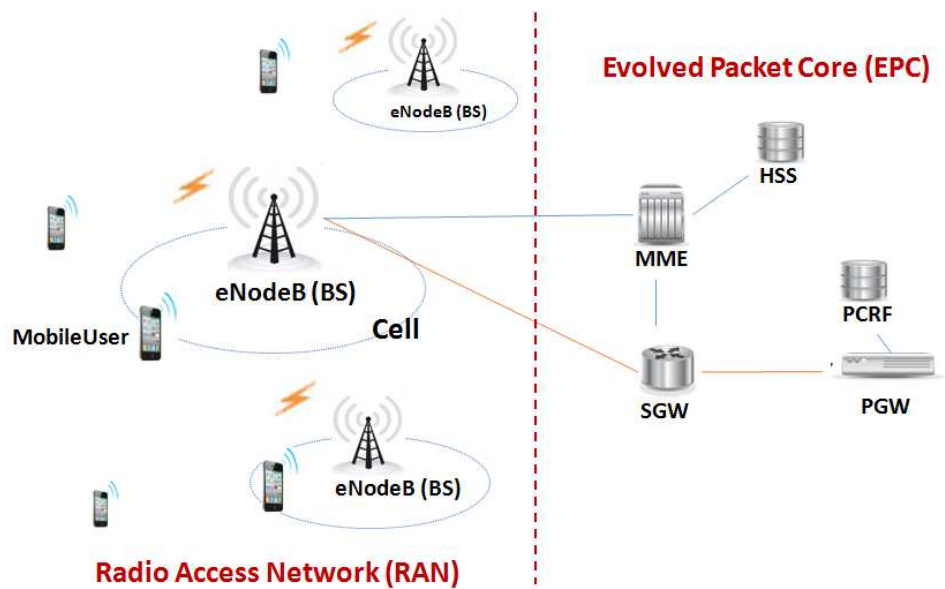 Evolved Packet Core (EPC)
eNodeB (BS)
HSS
MME
eNodeB (BS)
PCRF
MobileUser
Cell
SGW
PGW
eNodeB (BS)
Radio Access Network (RAN)